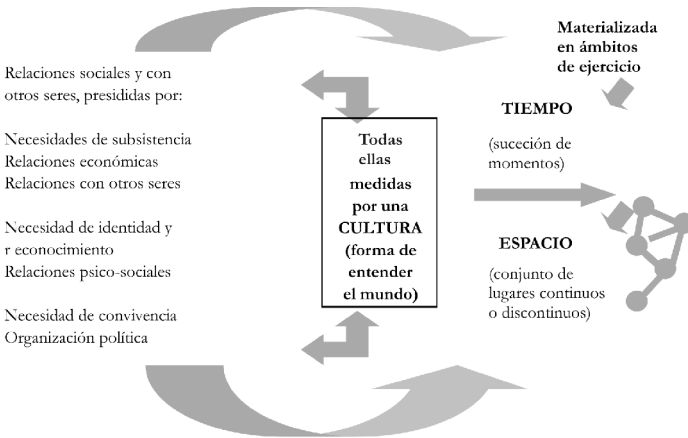 Relaciones sociales y con
otros seres, presididas por:
Necesidades de subsistencia
Relaciones económicas
Relaciones con otros seres
Necesidad de identidad y
r econocimiento
Relaciones psico-sociales
Necesidad de convivencia
Organización política
Todas
ellas
medidas
por una
CULTURA
(forma de
entender
el mundo)
Materializada
en ámbitos
de ejercicio
TIEMPO
(suceción de
momentos)
ESPACIO
(conjunto de
lugares continuos
o discontinuos)